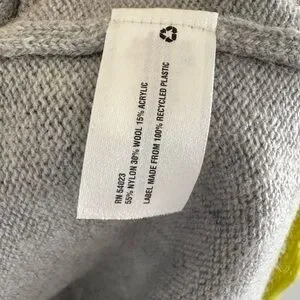 RN 54023
55% NYLON 30% WOOL 15% ACRYLIC
LABEL MADE FROM 100% RECYCLED PLASTIC